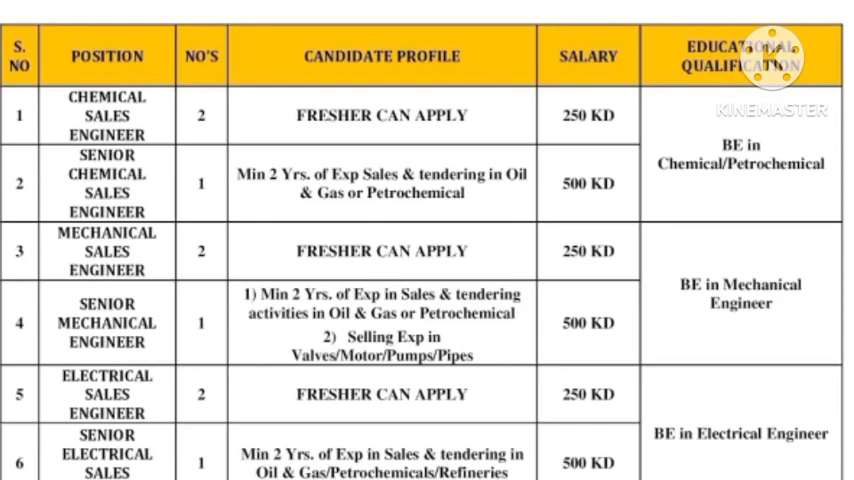 S. NO
POSITION
NO'S
CANDIDATE PROFILE
SALARY
EDUCATIONAL
QUALIFICATION
KINEMASTER
1
CHEMICAL
SALES
ENGINEER
2
FRESHER CAN APPLY
250 KD
BE in
Chemical/Petrochemical
2
SENIOR
CHEMICAL
SALES
ENGINEER
1
Min 2 Yrs. of Exp Sales & tendering in Oil
& Gas or Petrochemical
500 KD
3
MECHANICAL
SALES
ENGINEER
2
FRESHER CAN APPLY
250 KD
BE in Mechanical
Engineer
4
SENIOR
MECHANICAL
ENGINEER
1
1) Min 2 Yrs. of Exp in Sales & tendering
activities in Oil & Gas or Petrochemical
2) Selling Exp in
Valves/Motor/Pumps/Pipes
500 KD
5
ELECTRICAL
SALES
ENGINEER
2
FRESHER CAN APPLY
250 KD
BE in Electrical Engineer
6
SENIOR
ELECTRICAL
SALES
1
Min 2 Yrs. of Exp in Sales & tendering in
Oil & Gas/Petrochemicals/Refineries
500 KD